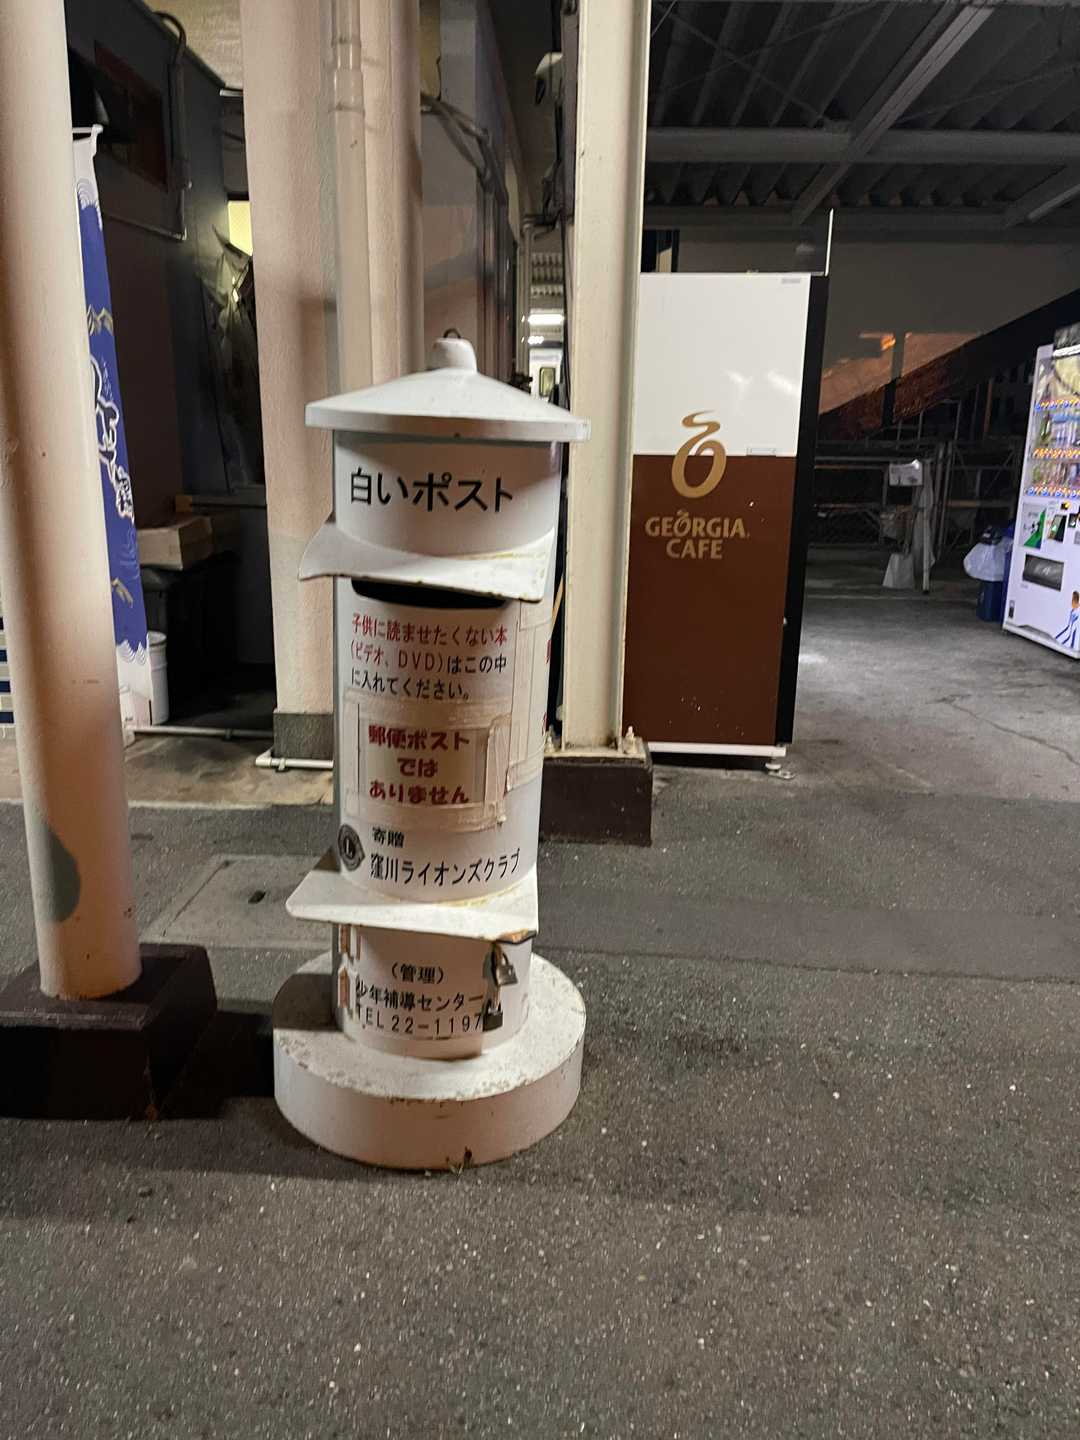 白いポスト
子供に読ませたくない本
(ビデオ、DVD)はこの中
に入れてください。
郵便ポスト
では
ありません
寄贈
窪川ライオンズクラブ
(管理)
少年補導センター
TEL22-1197
GEORGIA
CAFE